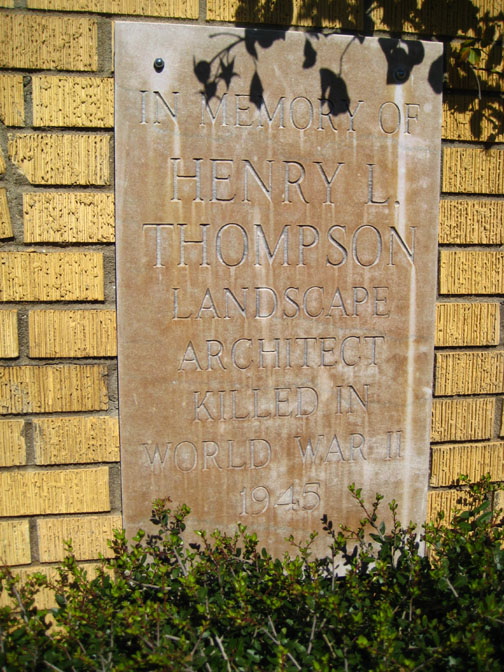 IN MEMORY OF
HENRY L.
THOMPSON
LANDSCAPE
ARCHITECT
KILLED IN
WORLD WAR II
1945